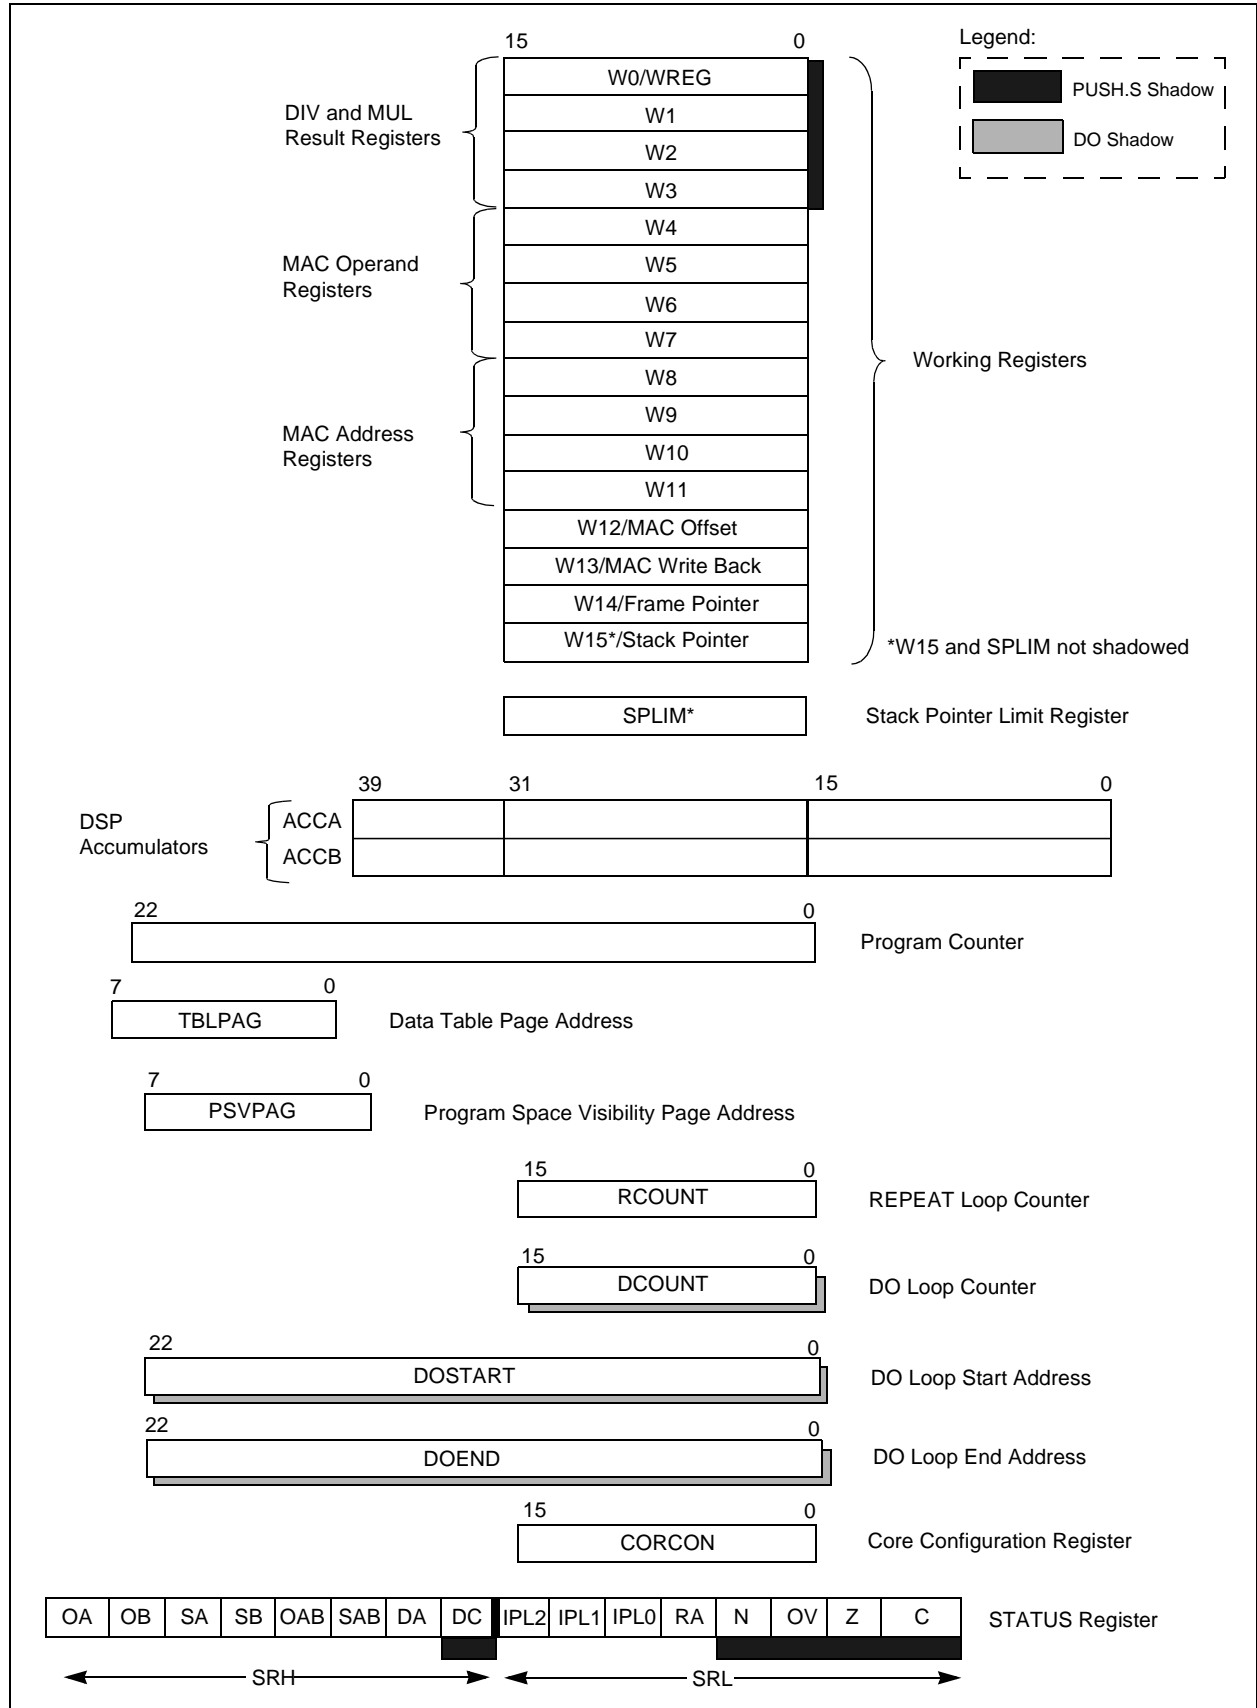 15 0
Legend:
PUSH.S Shadow
DO Shadow
DIV and MUL
Result Registers
W0/WREG
W1
W2
W3
MAC Operand
Registers
W4
W5
W6
W7
MAC Address
Registers
W8
W9
W10
W11
W12/MAC Offset
W13/MAC Write Back
W14/Frame Pointer
W15*/Stack Pointer
Working Registers
*W15 and SPLIM not shadowed
SPLIM* Stack Pointer Limit Register
39 31 15 0
DSP
Accumulators
ACCA
ACCB
22 0
Program Counter
7 0
TBLPAG Data Table Page Address
7 0
PSVPAG Program Space Visibility Page Address
15 0
RCOUNT REPEAT Loop Counter
15 0
DCOUNT DO Loop Counter
22 0
DOSTART DO Loop Start Address
22 0
DOEND DO Loop End Address
15 0
CORCON Core Configuration Register
OA OB SA SB OAB SAB DA DC IPL2 IPL1 IPL0 RA N OV Z C STATUS Register
SRH SRL